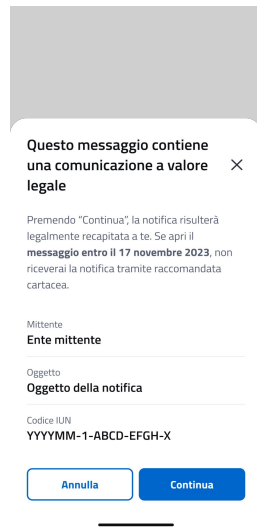 Questo messaggio contiene
una comunicazione a valore
legale
Premendo "Continua", la notifica risulterà
legalmente recapitata a te. Se apri il
messaggio entro il 17 novembre 2023, non
riceverai la notifica tramite raccomandata
cartacea.
Mittente
Ente mittente
Oggetto
Oggetto della notifica
Codice IUN
YYYYMM-1-ABCD-EFGH-X
Annulla
Continua